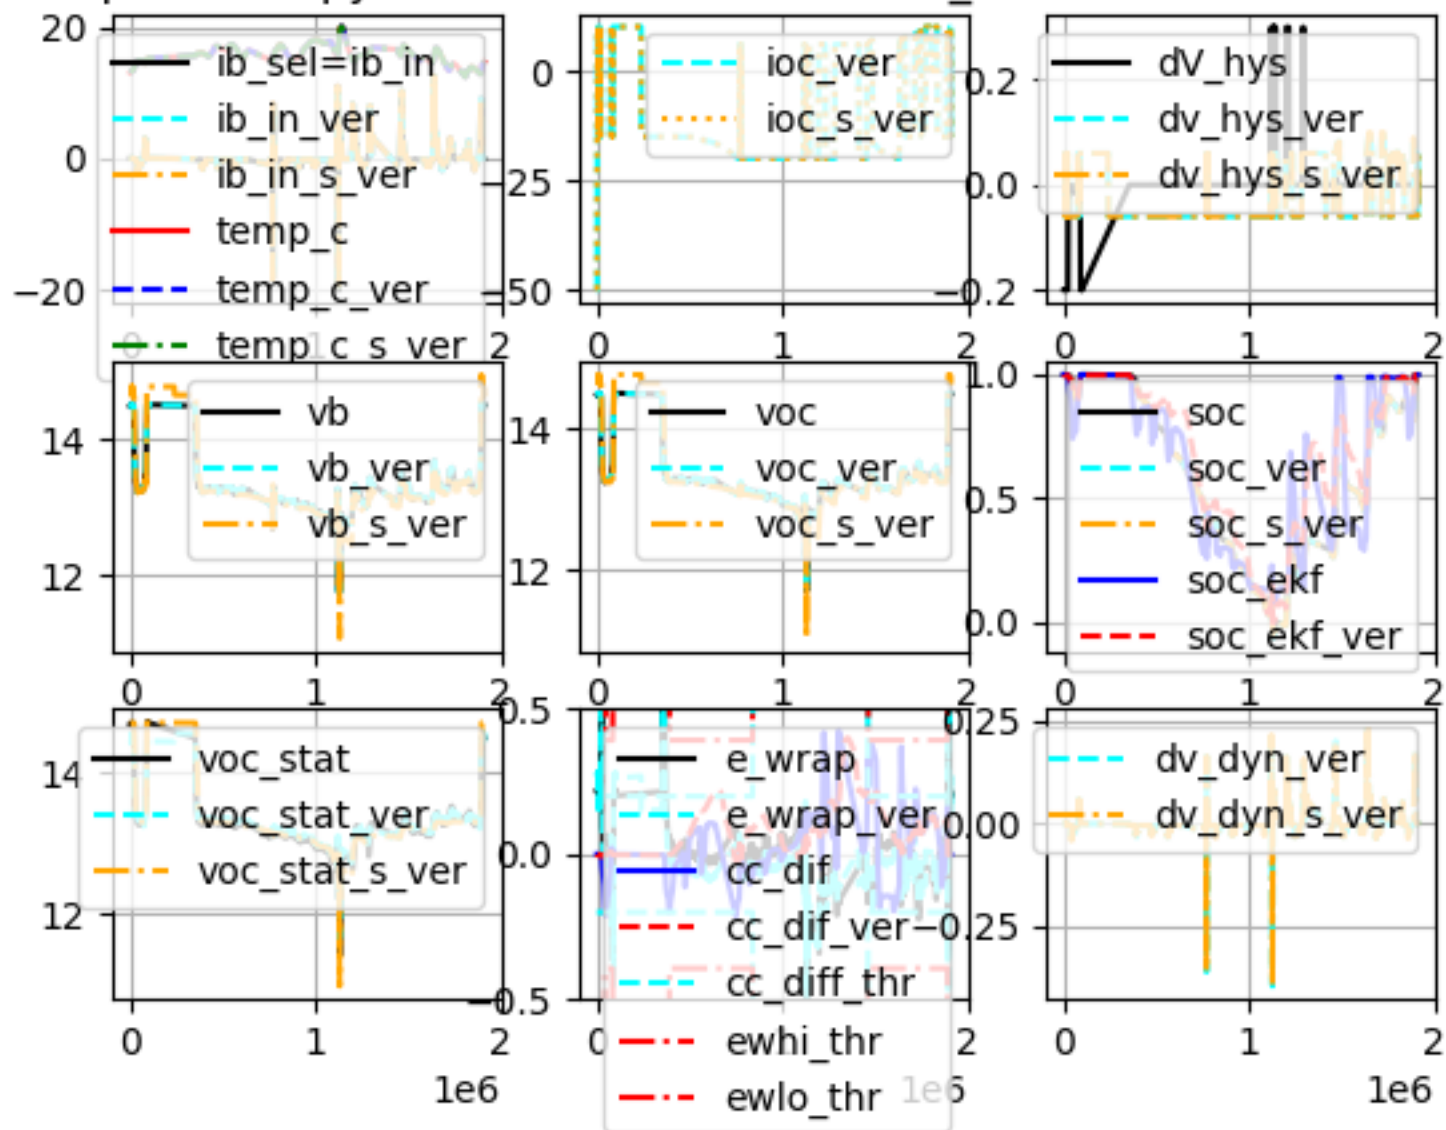 20
0
−20
ib_sel=ib_in
ib_in_ver
ib_in_s_ver
temp_c
temp_c_ver
temp_c_s_ver
0 1 2
0
−25
−50
ioc_ver
ioc_s_ver
0 1 2
0.2
0.0
−0.2
dV_hys
dv_hys_ver
dv_hys_s_ver
0 1 2
14
12
vb
vb_ver
vb_s_ver
0 1 2
14
12
voc
voc_ver
voc_s_ver
0 1 2
1.0
0.5
0.0
soc
soc_ver
soc_s_ver
soc_ekf
soc_ekf_ver
0 1 2
14
12
voc_stat
voc_stat_ver
voc_stat_s_ver
0 1 2
1e6
0.5
0.0
−0.5
e_wrap
e_wrap_ver
cc_dif
cc_dif_ver
cc_diff_thr
ewhi_thr
ewlo_thr
0 2
1e6
0.25
0.00
−0.25
dv_dyn_ver
dv_dyn_s_ver
0 1 2
1e6